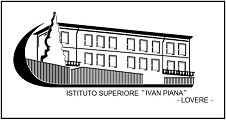 ISTITUTO SUPERIORE "IVAN PIANA"
- LOVERE -